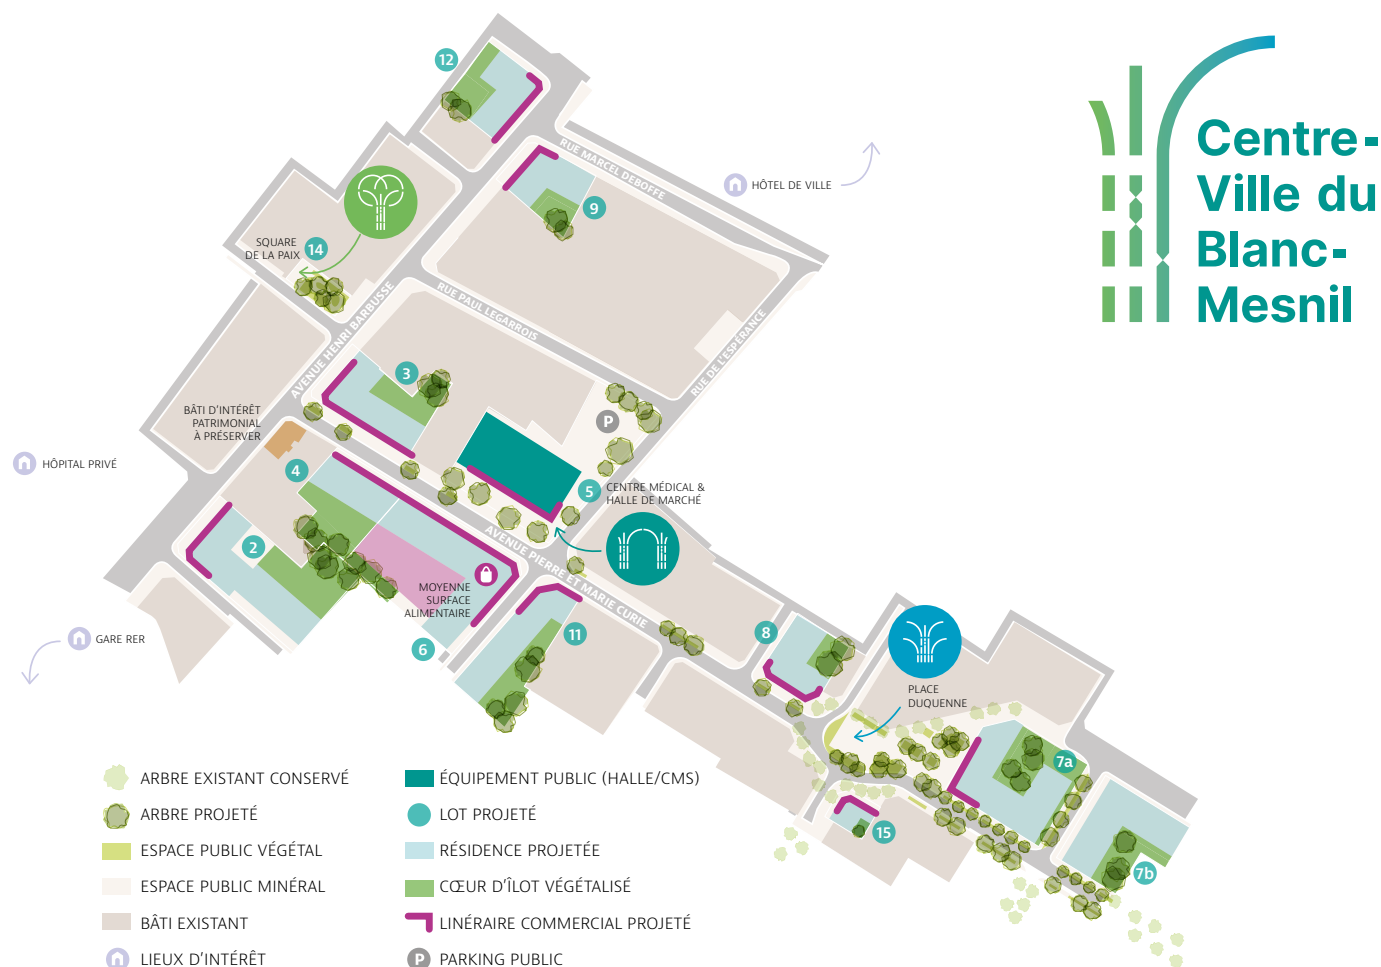 Centre-
Ville du
Blanc-
Mesnil
12
RUE MARCEL DEBOFFE
HÔTEL DE VILLE
9
SQUARE
DE LA PAIX
14
AVENUE HENRI BARBUSSE
RUE PAUL LEGARROIS
RUE DE L'ESPÉRANCE
3
P
BÂTI D'INTÉRÊT
PATRIMONIAL
À PRÉSERVER
HÔPITAL PRIVÉ
4
5
CENTRE MÉDICAL &
HALLE DE MARCHÉ
2
AVENUE PIERRE ET MARIE CURIE
MOYENNE
SURFACE
ALIMENTAIRE
GARE RER
6
11
8
PLACE
DUQUENNE
7a
15
7b
ARBRE EXISTANT CONSERVÉ
ARBRE PROJETÉ
ESPACE PUBLIC VÉGÉTAL
ESPACE PUBLIC MINÉRAL
BÂTI EXISTANT
LIEUX D'INTÉRÊT
ÉQUIPEMENT PUBLIC (HALLE/CMS)
LOT PROJETÉ
RÉSIDENCE PROJETÉE
CŒUR D'ÎLOT VÉGÉTALISÉ
LINÉRAIRE COMMERCIAL PROJETÉ
P PARKING PUBLIC